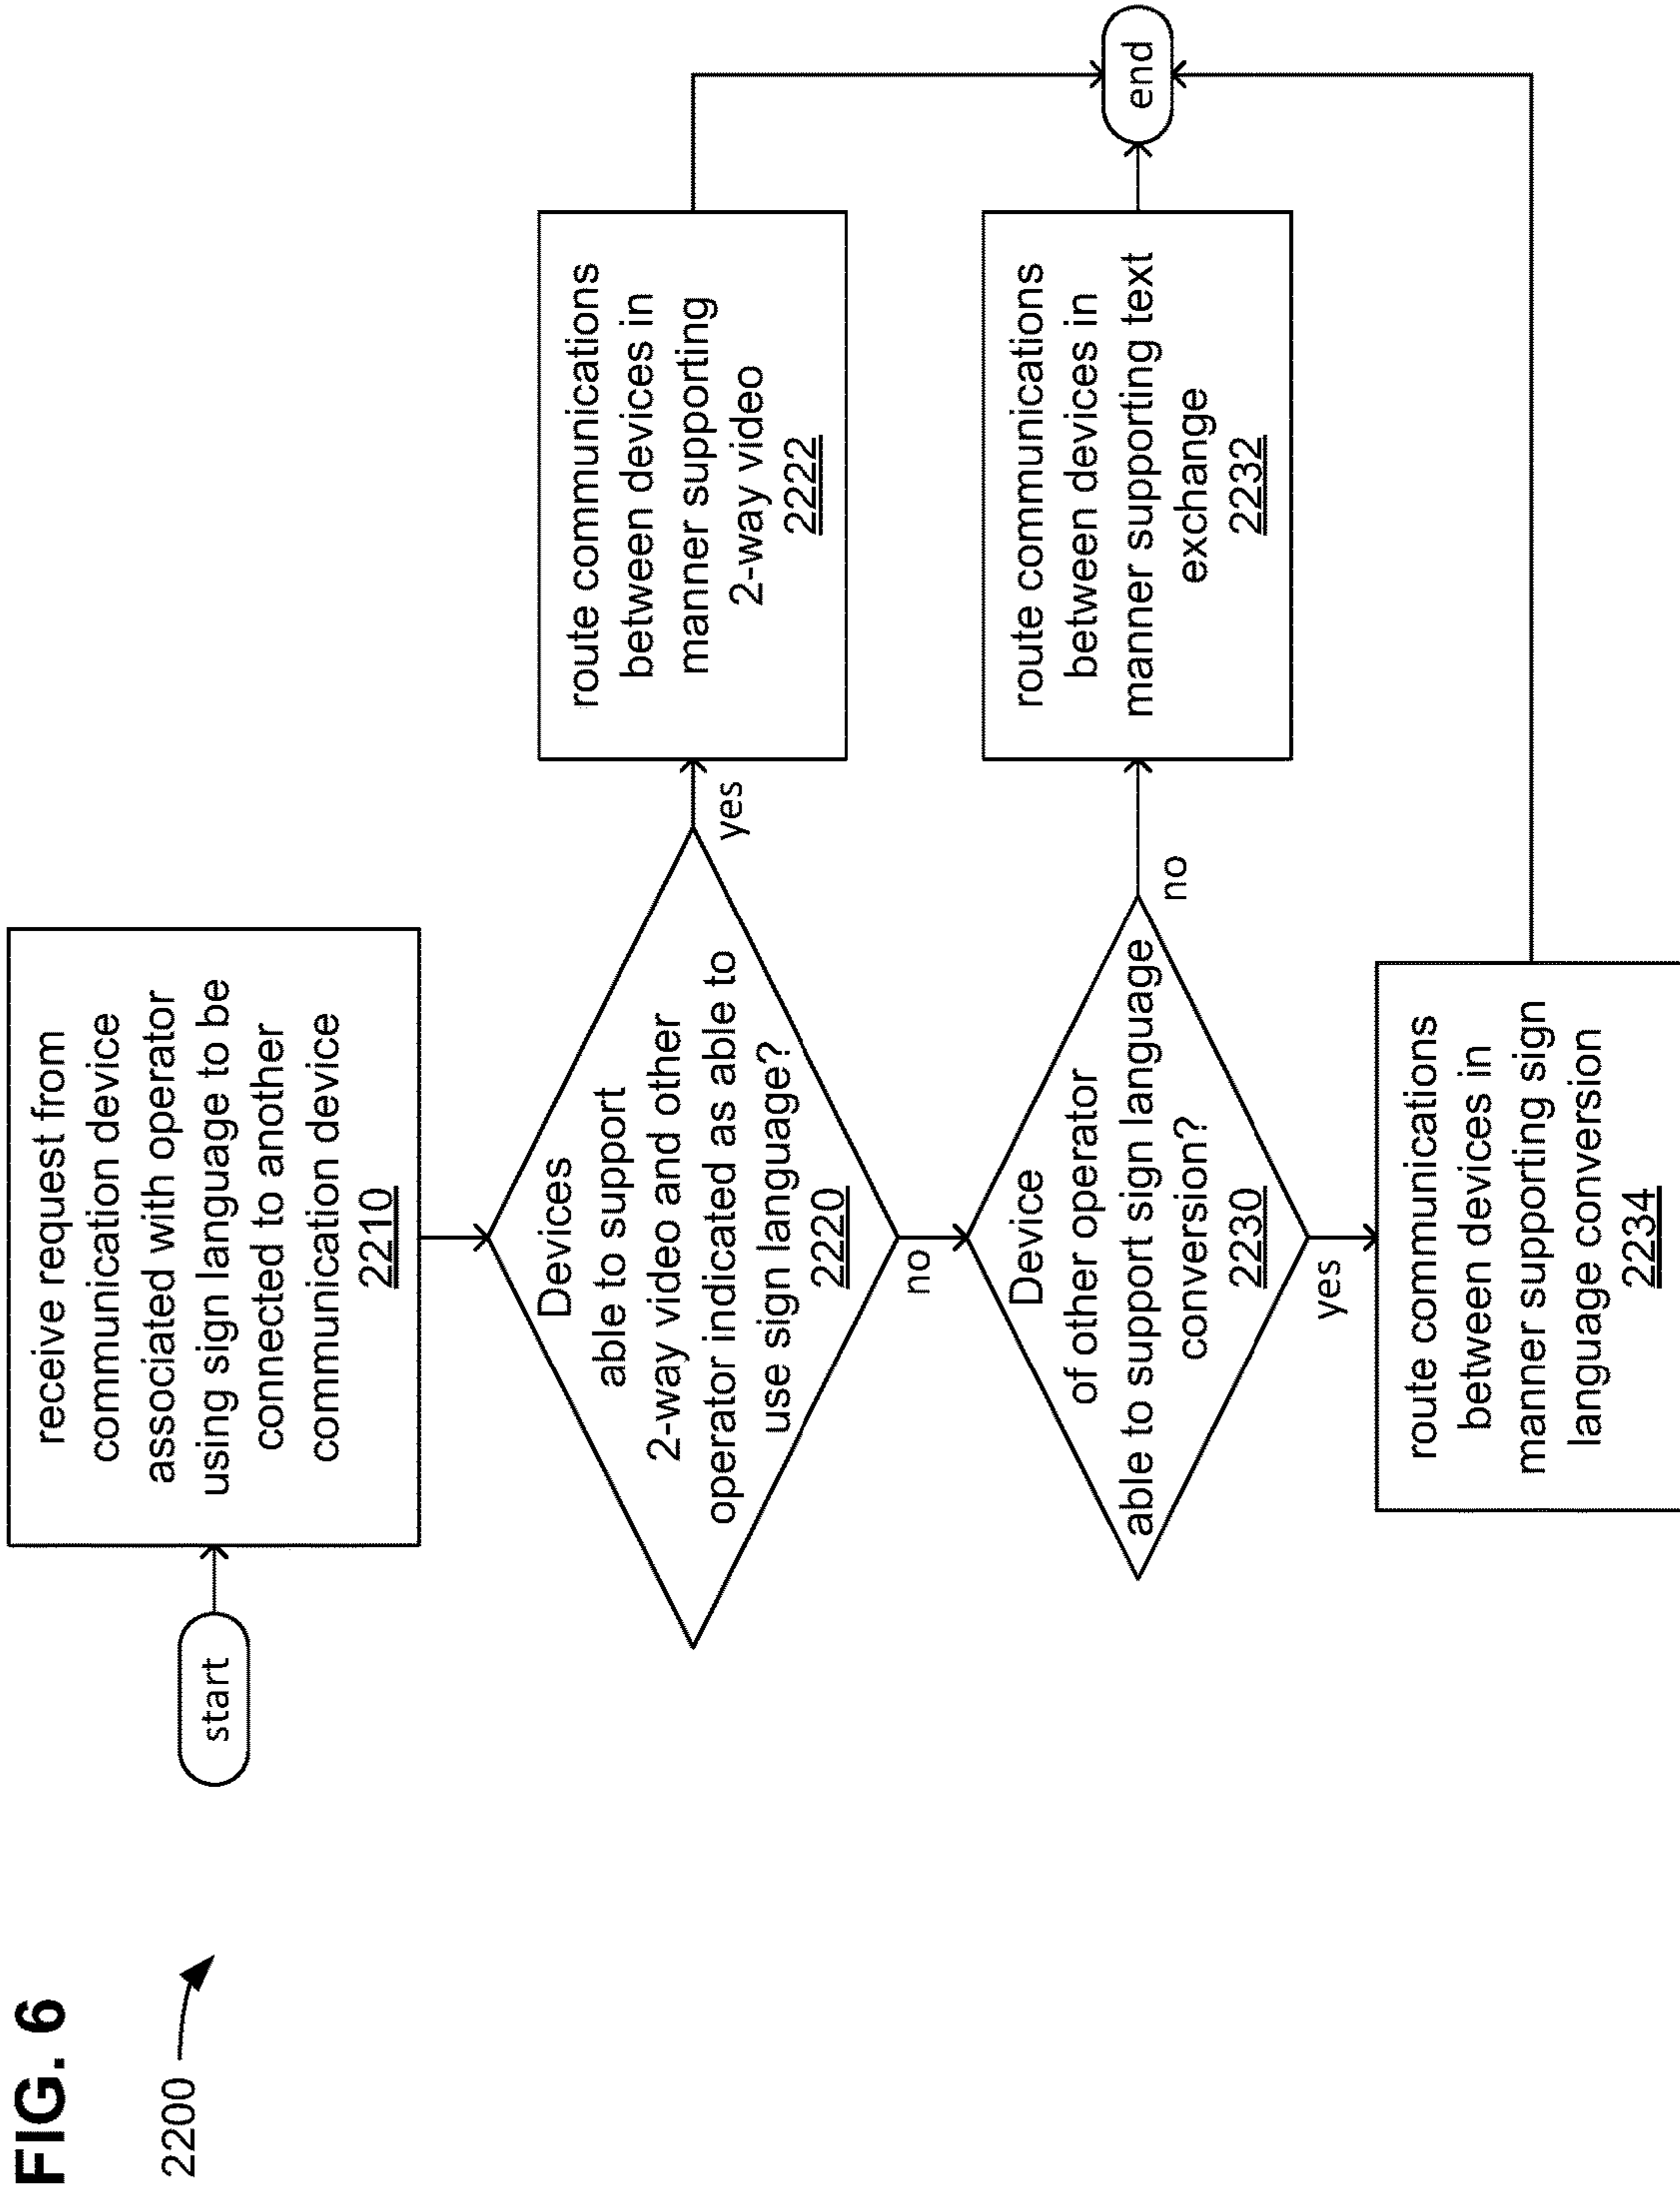 FIG. 6
2200
start
receive request from
communication device
associated with operator
using sign language to be
connected to another
communication device
2210
Devices
able to support
2-way video and other
operator indicated as able to
use sign language?
2220
yes
route communications
between devices in
manner supporting
2-way video
2222
no
Device
of other operator
able to support sign language
conversion?
2230
no
route communications
between devices in
manner supporting text
exchange
2232
yes
route communications
between devices in
manner supporting sign
language conversion
2234
end